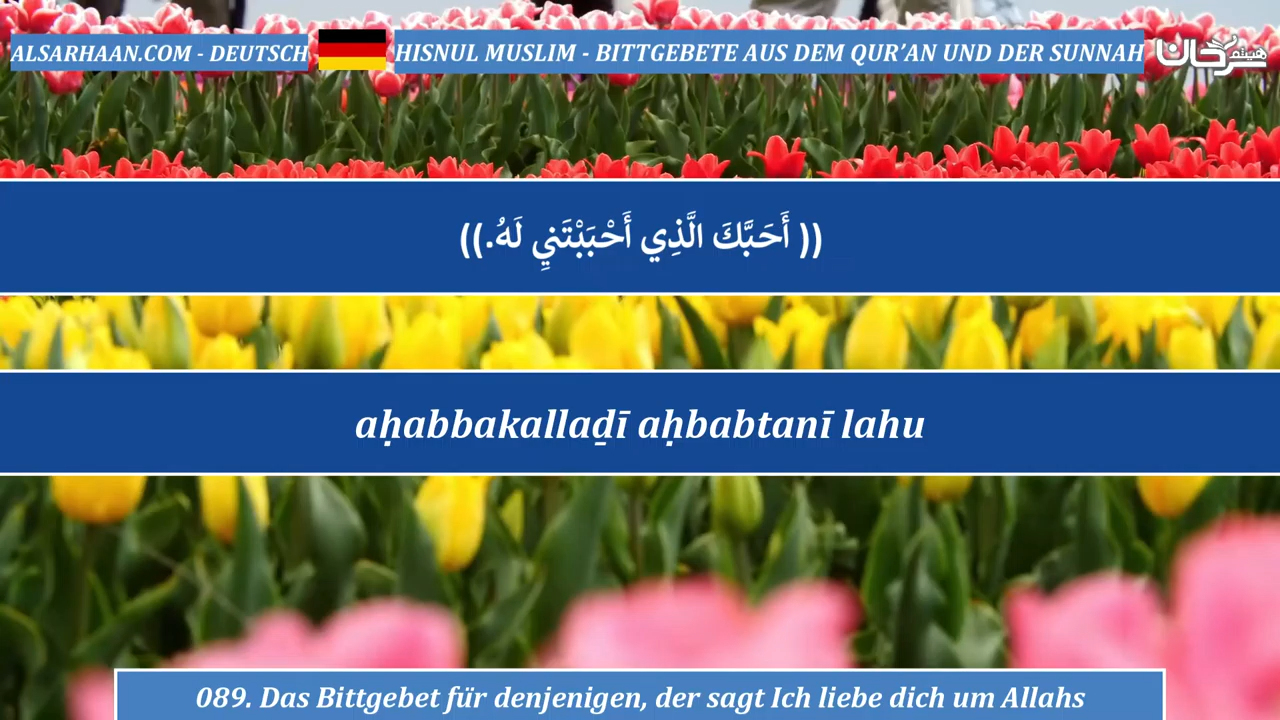 ALSARHAAN.COM - DEUTSCH HISNUL MUSLIM - BITTGEBETE AUS DEM QUR’AN UND DER SUNNAH هيثم سرحان
(( أَحَبَّكَ الَّذِي أَحْبَبْتَنيِ لَهُ.))
aḥabbakallaḏī aḥbabtanī lahu
089. Das Bittgebet für denjenigen, der sagt Ich liebe dich um Allahs